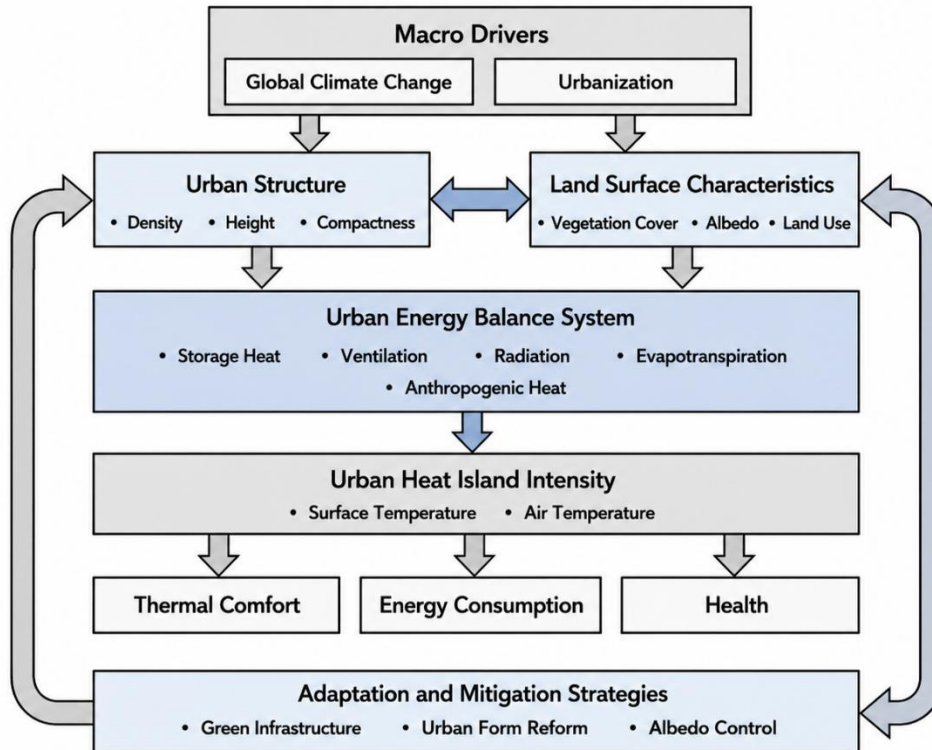 Macro Drivers
Global Climate Change
Urbanization
Urban Structure
• Density • Height • Compactness
Land Surface Characteristics
• Vegetation Cover • Albedo • Land Use
Urban Energy Balance System
• Storage Heat • Ventilation • Radiation • Evapotranspiration
• Anthropogenic Heat
Urban Heat Island Intensity
• Surface Temperature • Air Temperature
Thermal Comfort
Energy Consumption
Health
Adaptation and Mitigation Strategies
• Green Infrastructure • Urban Form Reform • Albedo Control